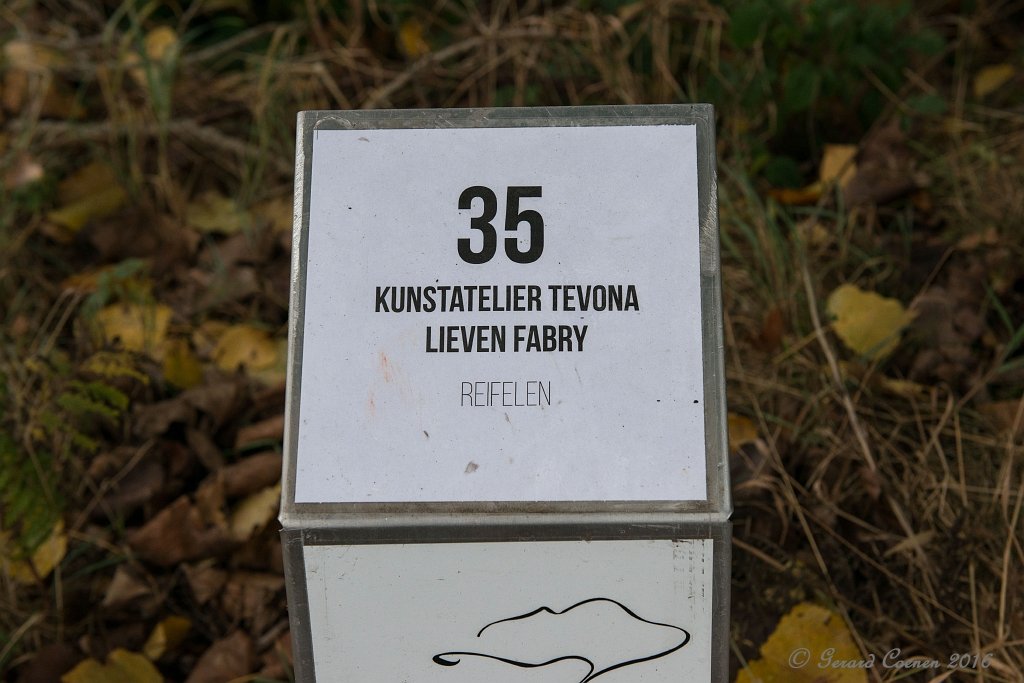 35
KUNSTATELIER TEVONA
LIEVEN FABRY
REIFELEN
© Gerard Coenen 2016